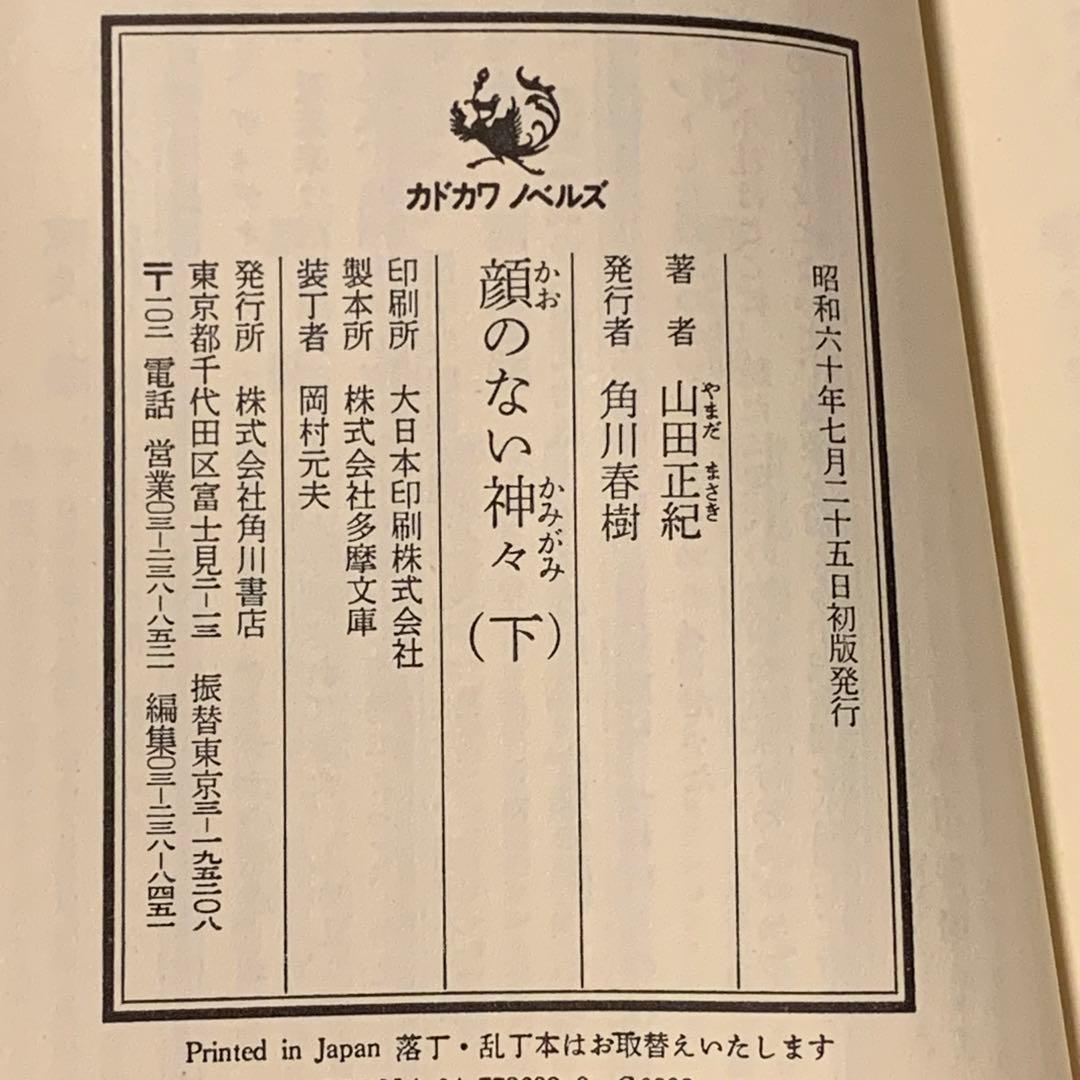 カドカワ ノベルズ
昭和六十年七月二十五日初版発行
著者 山田正紀
やまだ まさき
発行者 角川春樹
顔のない神々(下)
かお かみがみ
印刷所 大日本印刷株式会社
製本所 株式会社多摩文庫
装丁者 岡村元夫
発行所 株式会社角川書店
東京都千代田区富士見二-一三 振替東京三-一九五二〇八
〒一〇二 電話 営業〇三-二三八-八五二一 編集〇三-二三八-八四五一
Printed in Japan 落丁・乱丁本はお取替えいたします